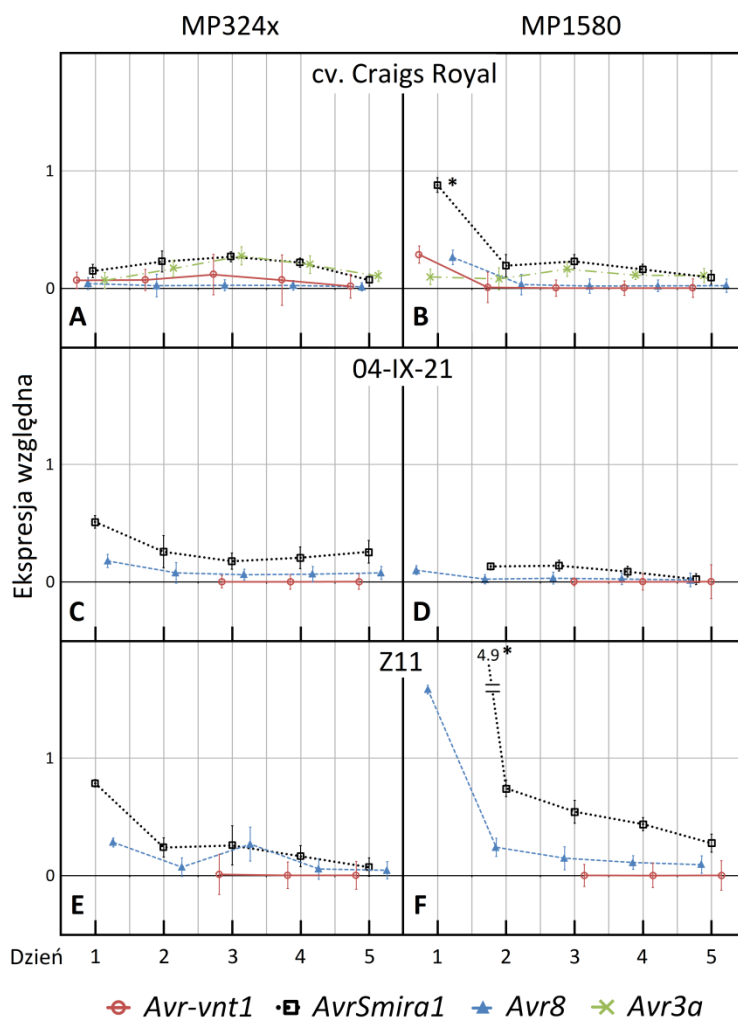 MP324x MP1580
cv. Craigs Royal
1
*
0
A B
04-IX-21
1
0
C D
4.9 *
Z11
1
0
E F
Ekspresja względna
Dzień 1 2 3 4 5 1 2 3 4 5
Avr-vnt1 AvrSmira1 Avr8 Avr3a